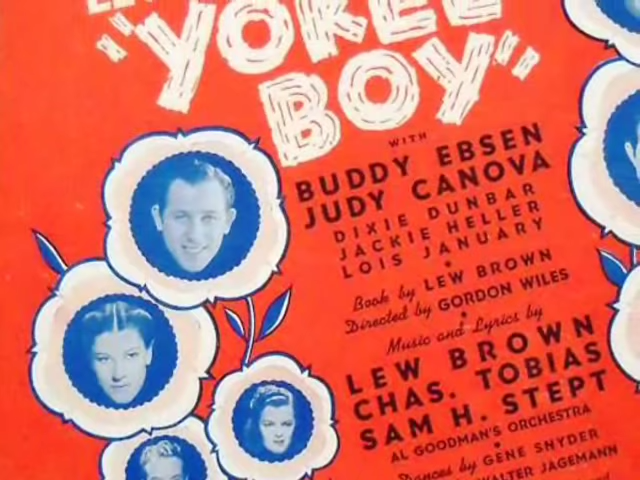 "YOKEL
BOY"
WITH
BUDDY EBSEN
JUDY CANOVA
DIXIE DUNBAR
JACKIE HELLER
LOIS JANUARY
Book by LEW BROWN
Directed by GORDON WILES
Music and Lyrics by
LEW BROWN
CHAS. TOBIAS
SAM H. STEPT
AL GOODMAN'S ORCHESTRA
Dances by GENE SNYDER
WALTER JAGEMANN